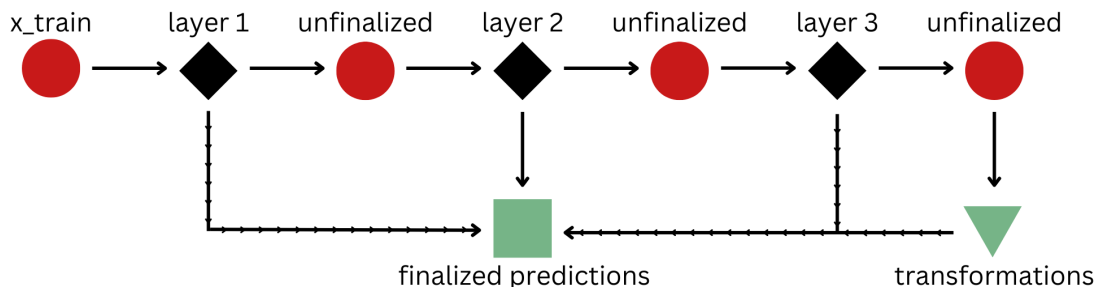 x_train
layer 1
unfinalized
layer 2
unfinalized
layer 3
unfinalized
finalized predictions
transformations